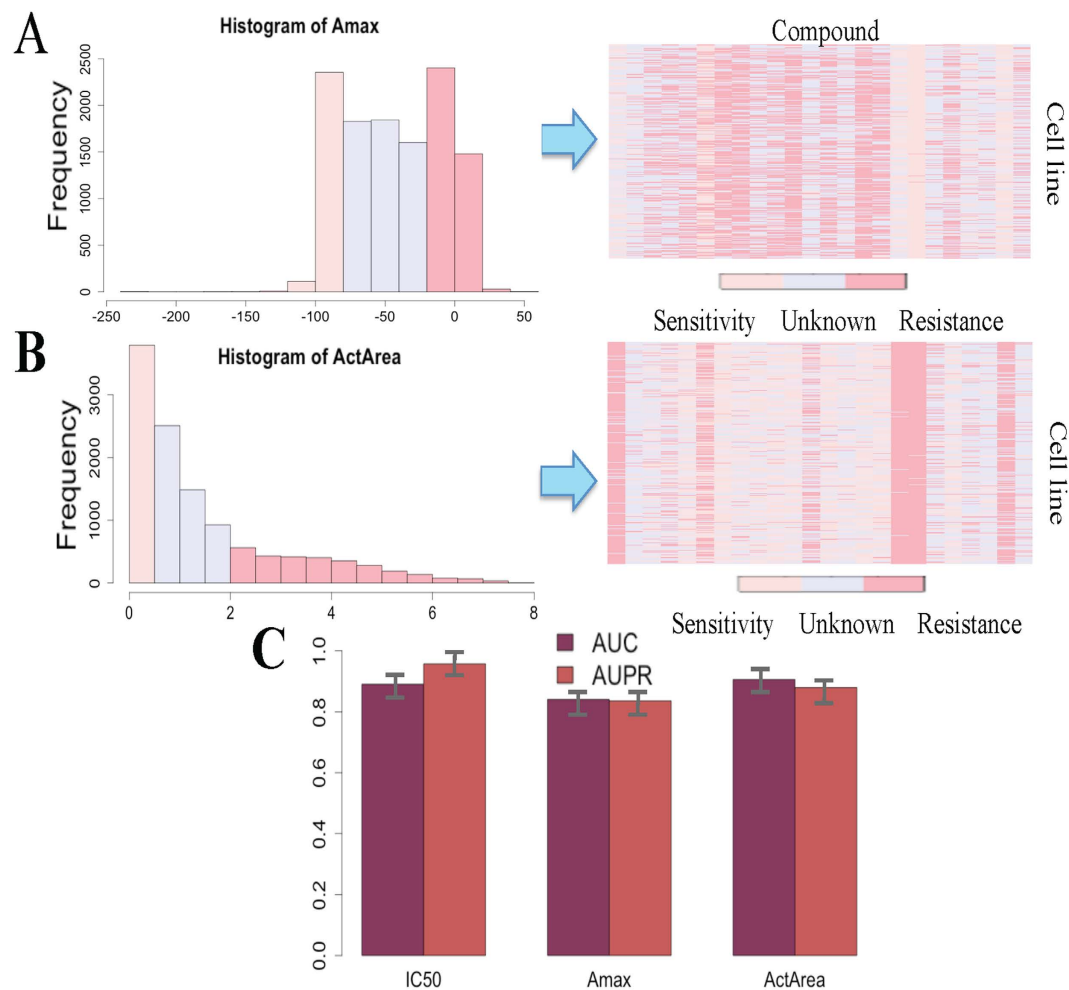 A
Histogram of Amax
Frequency
0
500
1000
1500
2000
2500
-250 -200 -150 -100 -50 0 50
Compound
Cell line
Sensitivity Unknown Resistance
B
Histogram of ActArea
Frequency
0
1000
2000
3000
0 2 4 6 8
Cell line
Sensitivity Unknown Resistance
C
AUC
AUPR
0.0
0.2
0.4
0.6
0.8
1.0
IC50 Amax ActArea